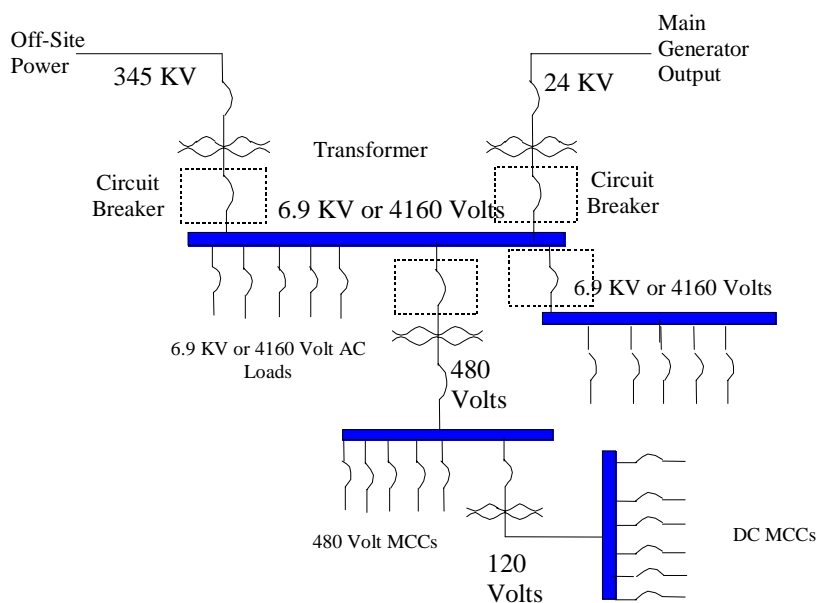 Off-Site
Power
345 KV
Main
Generator
Output
24 KV
Transformer
Circuit
Breaker
Circuit
Breaker
6.9 KV or 4160 Volts
6.9 KV or 4160 Volts
6.9 KV or 4160 Volt AC
Loads
480
Volts
480 Volt MCCs
120
Volts
DC MCCs